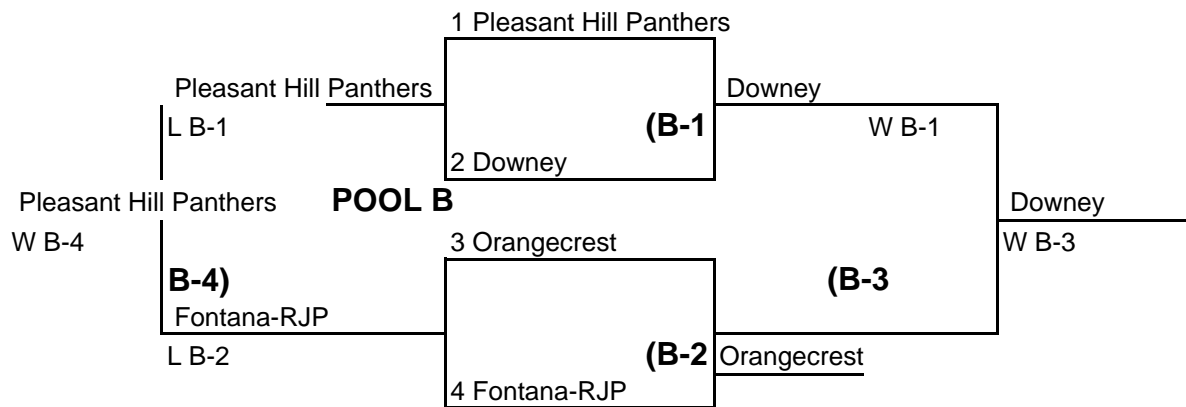 1 Pleasant Hill Panthers
Pleasant Hill Panthers
Downey
L B-1
(B-1
W B-1
2 Downey
Pleasant Hill Panthers
POOL B
Downey
W B-4
3 Orangecrest
W B-3
B-4)
(B-3
Fontana-RJP
L B-2
(B-2
Orangecrest
4 Fontana-RJP